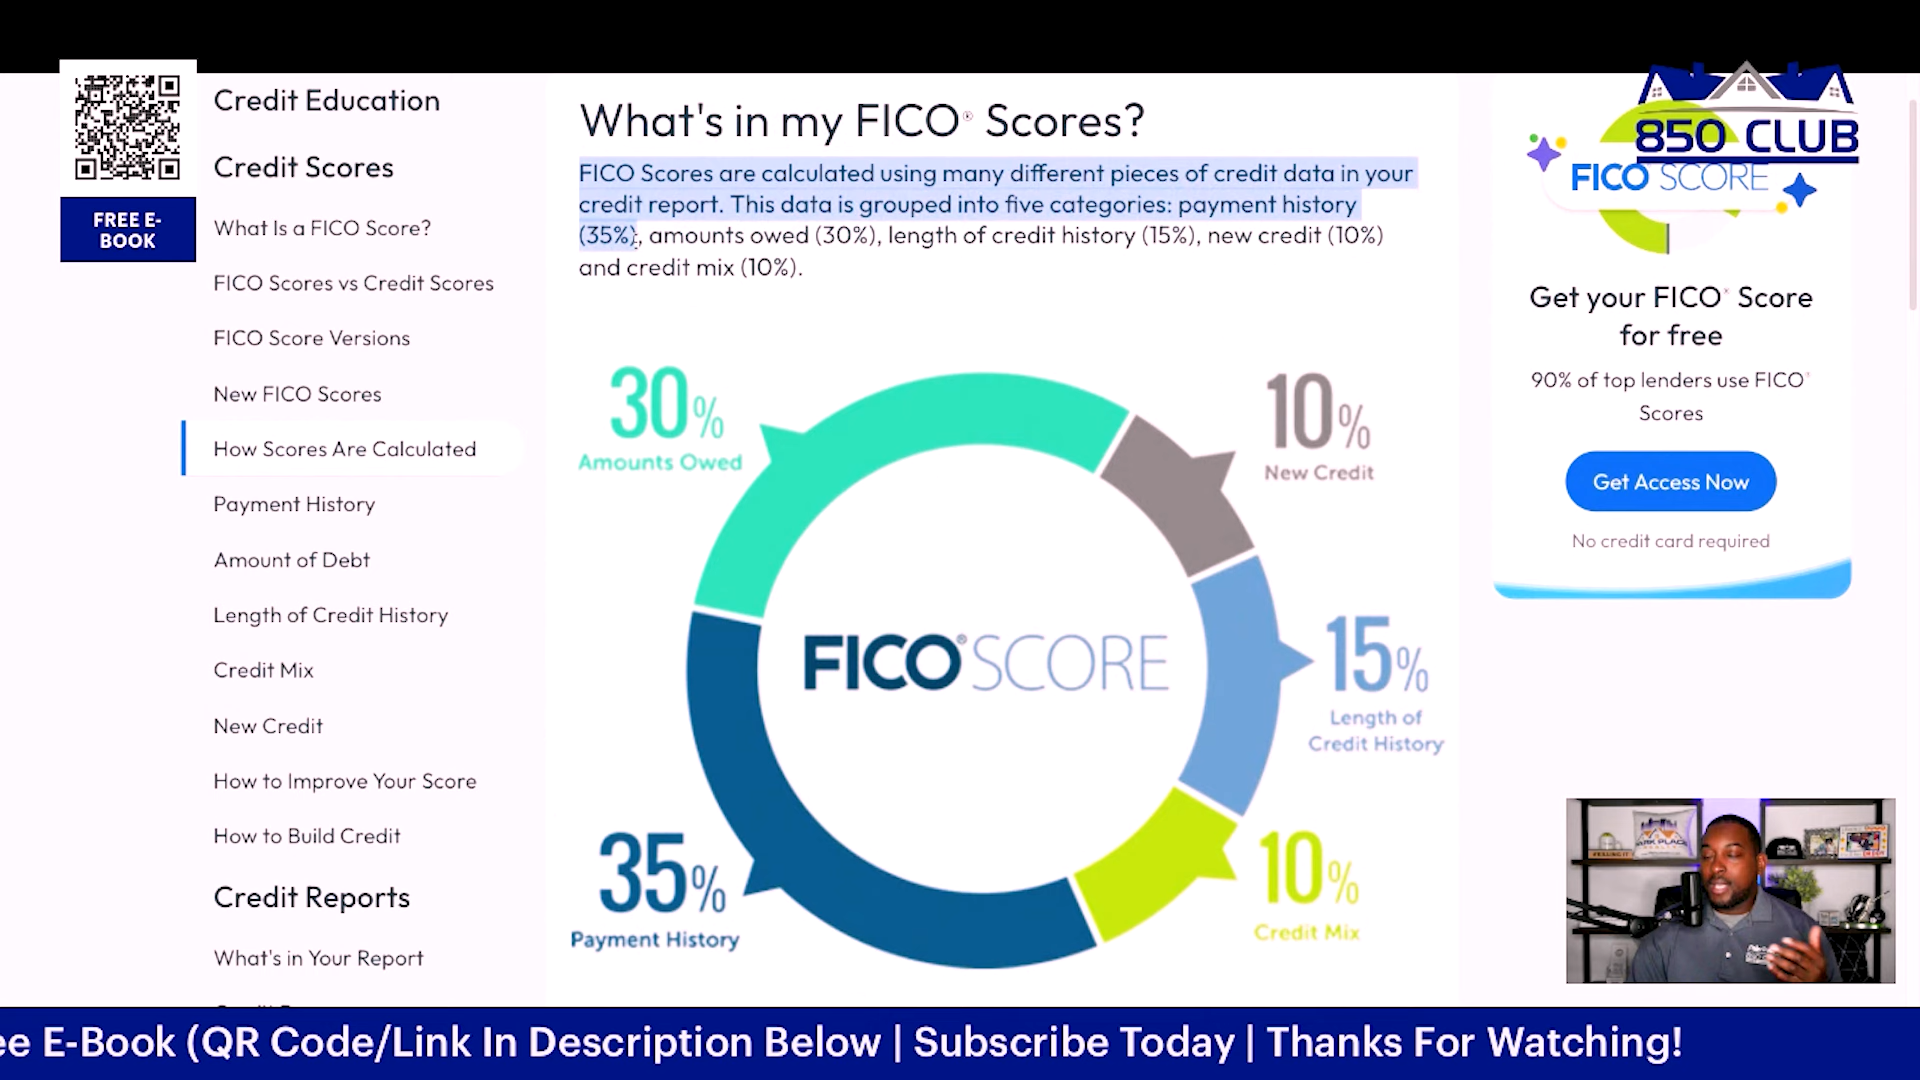 FREE E-
BOOK
Credit Education
Credit Scores
What Is a FICO Score?
FICO Scores vs Credit Scores
FICO Score Versions
New FICO Scores
How Scores Are Calculated
Payment History
Amount of Debt
Length of Credit History
Credit Mix
New Credit
How to Improve Your Score
How to Build Credit
Credit Reports
What's in Your Report
What's in my FICO® Scores?
FICO Scores are calculated using many different pieces of credit data in your
credit report. This data is grouped into five categories: payment history
(35%), amounts owed (30%), length of credit history (15%), new credit (10%)
and credit mix (10%).
30%
Amounts Owed
10%
New Credit
FICO® SCORE
15%
Length of
Credit History
35%
Payment History
10%
Credit Mix
850 CLUB
FICO SCORE
Get your FICO® Score
for free
90% of top lenders use FICO®
Scores
Get Access Now
No credit card required
ee E-Book (QR Code/Link In Description Below | Subscribe Today | Thanks For Watching!